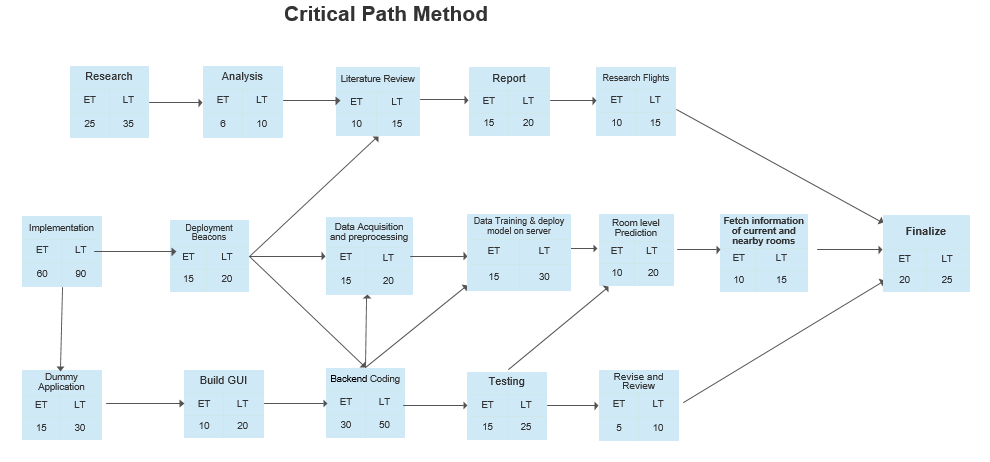 Critical Path Method
Research
ET LT
25 35
Analysis
ET LT
6 10
Literature Review
ET LT
10 15
Report
ET LT
15 20
Research Flights
ET LT
10 15
Implementation
ET LT
60 90
Deployment
Beacons
ET LT
15 20
Data Acquisition
and preprocessing
ET LT
15 20
Data Training & deploy
model on server
ET LT
15 30
Room level
Prediction
ET LT
10 20
Fetch information
of current and
nearby rooms
ET LT
10 15
Finalize
ET LT
20 25
Dummy
Application
ET LT
15 30
Build GUI
ET LT
10 20
Backend Coding
ET LT
30 50
Testing
ET LT
15 25
Revise and
Review
ET LT
5 10